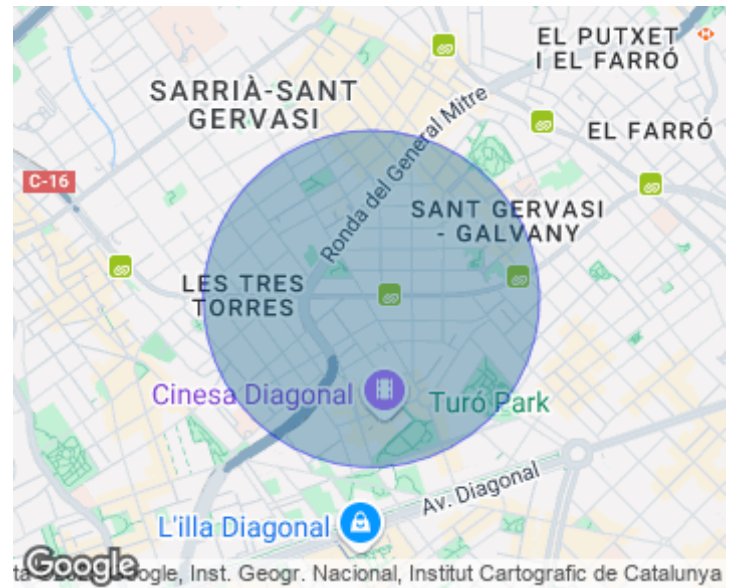 EL PUTXET
I EL FARRÓ
SARRIÀ-SANT
GERVASI
Ronda del General Mitre
EL FARRÓ
C-16
SANT GERVASI
- GALVANY
LES TRES
TORRES
Cinesa Diagonal
Turó Park
Av. Diagonal
L'illa Diagonal
Google
Google, Inst. Geogr. Nacional, Institut Cartografic de Catalunya